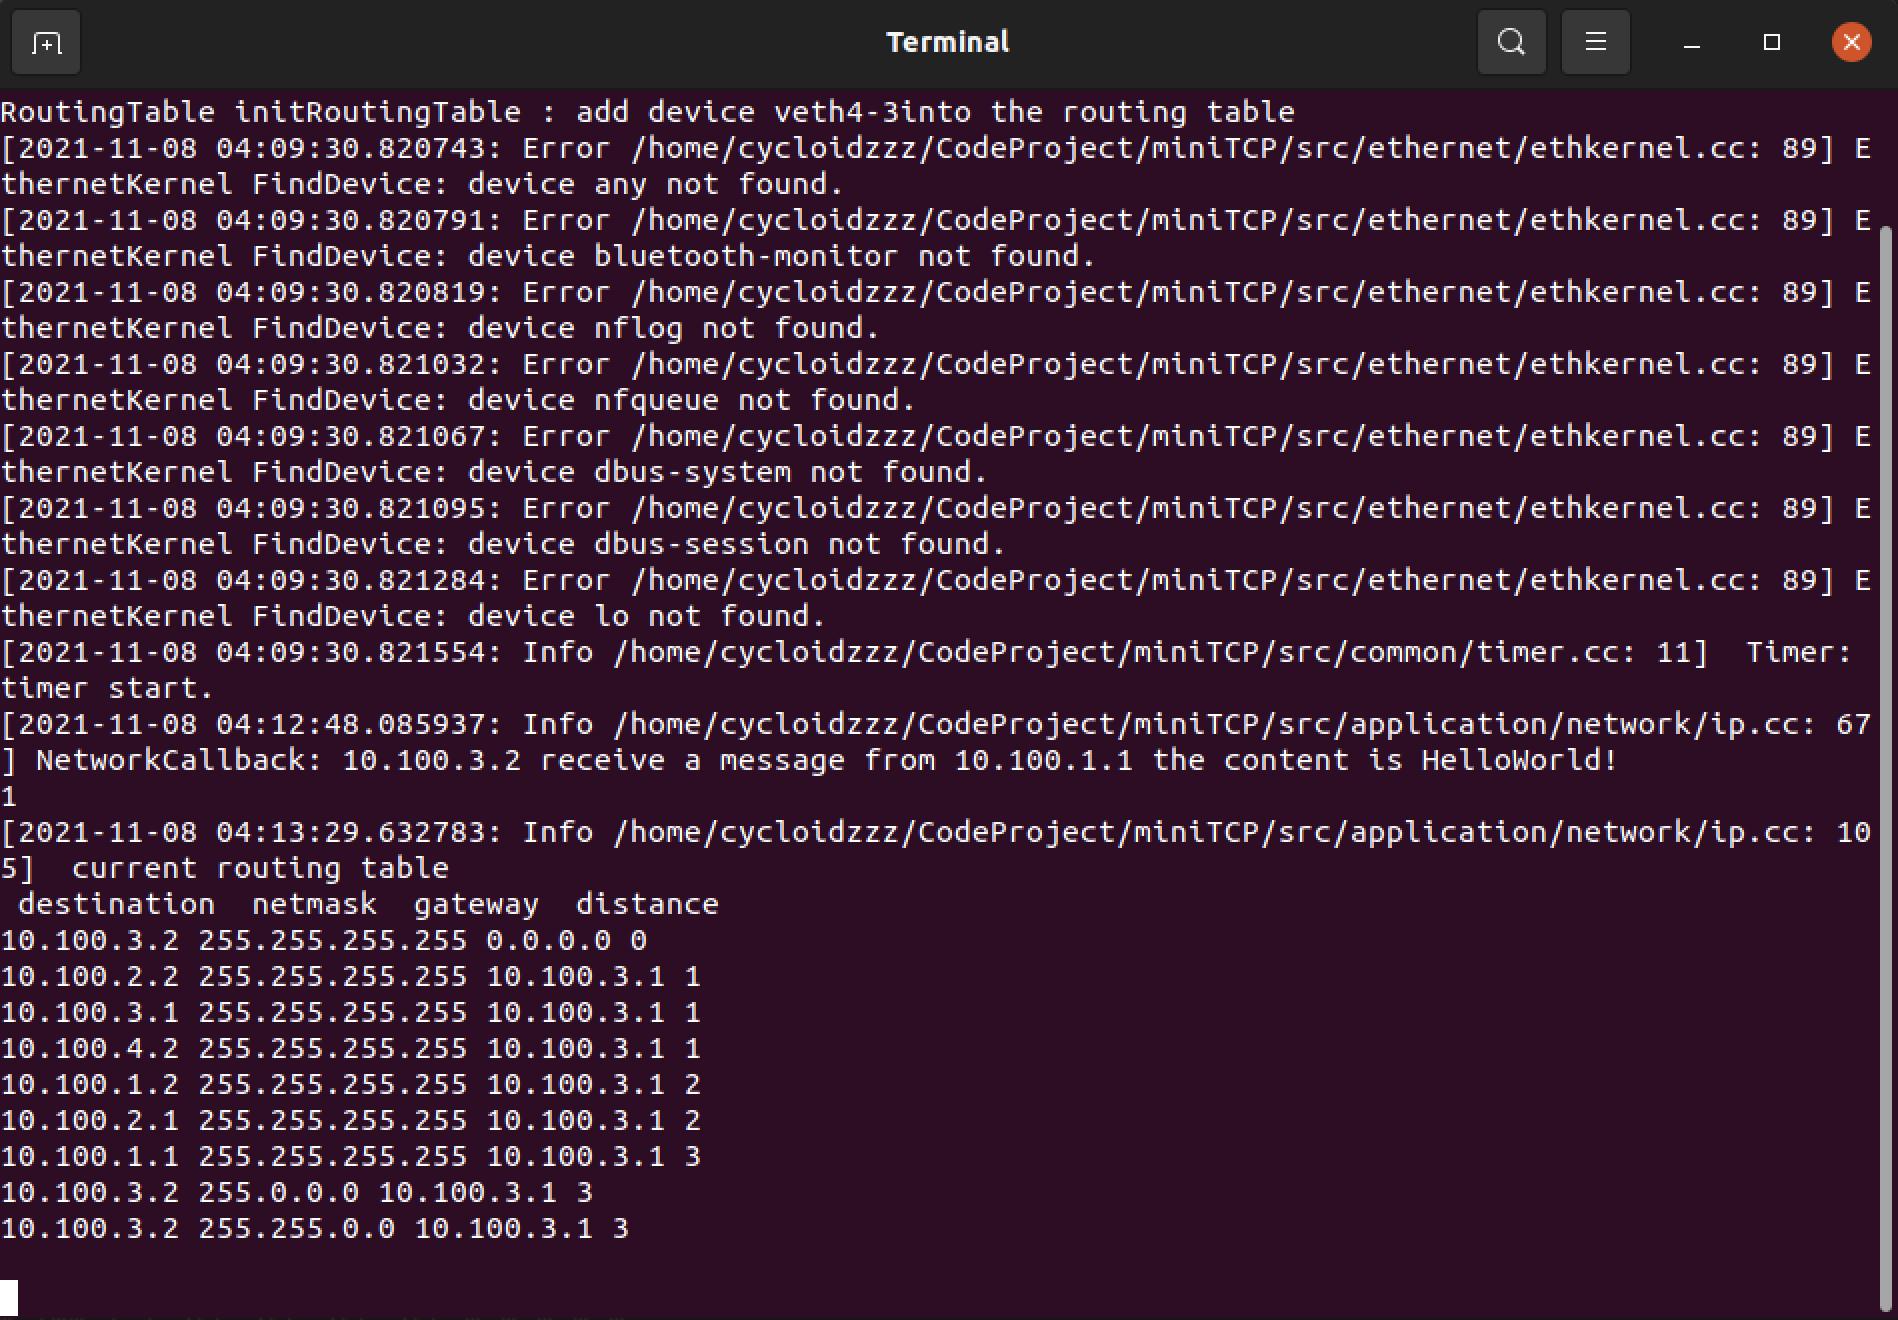 Terminal
RoutingTable initRoutingTable : add device veth4-3into the routing table
[2021-11-08 04:09:30.820743: Error /home/cycloidzzz/CodeProject/miniTCP/src/ethernet/ethkernel.cc: 89] E
thernetKernel FindDevice: device any not found.
[2021-11-08 04:09:30.820791: Error /home/cycloidzzz/CodeProject/miniTCP/src/ethernet/ethkernel.cc: 89] E
thernetKernel FindDevice: device bluetooth-monitor not found.
[2021-11-08 04:09:30.820819: Error /home/cycloidzzz/CodeProject/miniTCP/src/ethernet/ethkernel.cc: 89] E
thernetKernel FindDevice: device nflog not found.
[2021-11-08 04:09:30.821032: Error /home/cycloidzzz/CodeProject/miniTCP/src/ethernet/ethkernel.cc: 89] E
thernetKernel FindDevice: device nfqueue not found.
[2021-11-08 04:09:30.821067: Error /home/cycloidzzz/CodeProject/miniTCP/src/ethernet/ethkernel.cc: 89] E
thernetKernel FindDevice: device dbus-system not found.
[2021-11-08 04:09:30.821095: Error /home/cycloidzzz/CodeProject/miniTCP/src/ethernet/ethkernel.cc: 89] E
thernetKernel FindDevice: device dbus-session not found.
[2021-11-08 04:09:30.821284: Error /home/cycloidzzz/CodeProject/miniTCP/src/ethernet/ethkernel.cc: 89] E
thernetKernel FindDevice: device lo not found.
[2021-11-08 04:09:30.821554: Info /home/cycloidzzz/CodeProject/miniTCP/src/common/timer.cc: 11]  Timer:
timer start.
[2021-11-08 04:12:48.085937: Info /home/cycloidzzz/CodeProject/miniTCP/src/application/network/ip.cc: 67
] NetworkCallback: 10.100.3.2 receive a message from 10.100.1.1 the content is HelloWorld!
1
[2021-11-08 04:13:29.632783: Info /home/cycloidzzz/CodeProject/miniTCP/src/application/network/ip.cc: 10
5]  current routing table
 destination  netmask  gateway  distance
10.100.3.2 255.255.255.255 0.0.0.0 0
10.100.2.2 255.255.255.255 10.100.3.1 1
10.100.3.1 255.255.255.255 10.100.3.1 1
10.100.4.2 255.255.255.255 10.100.3.1 1
10.100.1.2 255.255.255.255 10.100.3.1 2
10.100.2.1 255.255.255.255 10.100.3.1 2
10.100.1.1 255.255.255.255 10.100.3.1 3
10.100.3.2 255.0.0.0 10.100.3.1 3
10.100.3.2 255.255.0.0 10.100.3.1 3